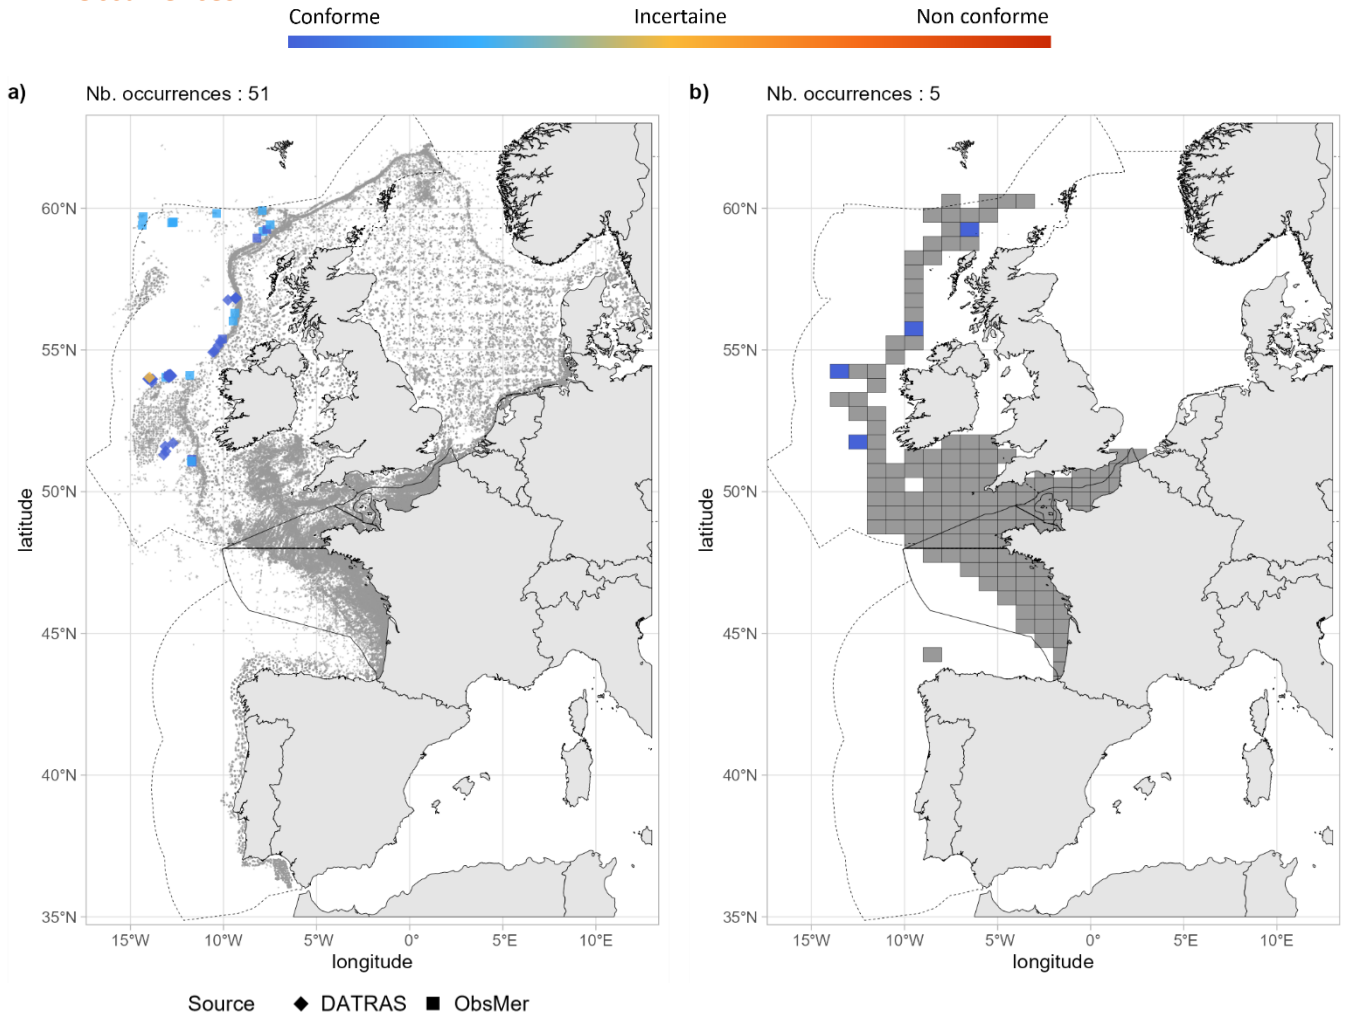 Conforme Incertaine Non conforme
a) Nb. occurrences : 51
b) Nb. occurrences : 5
60°N
55°N
50°N
45°N
40°N
35°N
latitude
15°W 10°W 5°W 0° 5°E 10°E
longitude
60°N
55°N
50°N
45°N
40°N
35°N
latitude
15°W 10°W 5°W 0° 5°E 10°E
longitude
Source DATRAS ObsMer